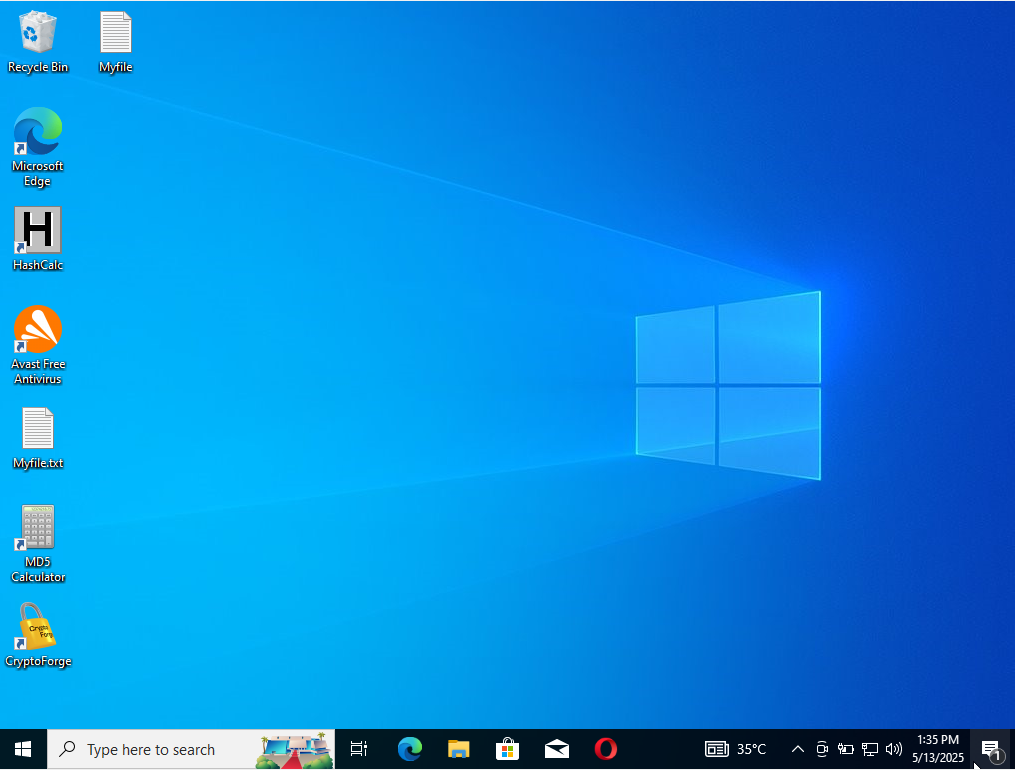 Recycle Bin
Myfile
Microsoft
Edge
H
HashCalc
Avast Free
Antivirus
Myfile.txt
MD5
Calculator
CryptoForge
Type here to search
35°C
1:35 PM
5/13/2025
1